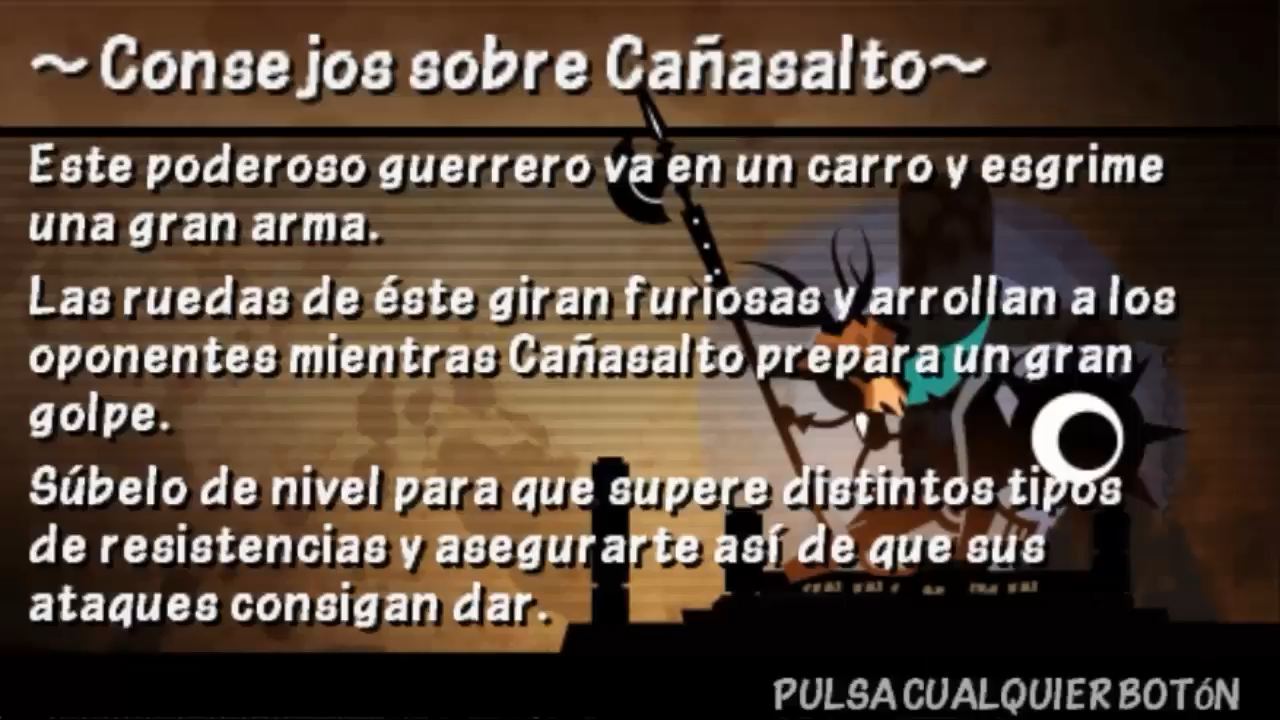 ~Consejos sobre Cañasalto~
Este poderoso guerrero va en un carro y esgrime
una gran arma.
Las ruedas de éste giran furiosas y arrollan a los
oponentes mientras Cañasalto prepara un gran
golpe.
Súbelo de nivel para que supere distintos tipos
de resistencias y asegurarte así de que sus
ataques consigan dar.
PULSA CUALQUIER BOTÓN